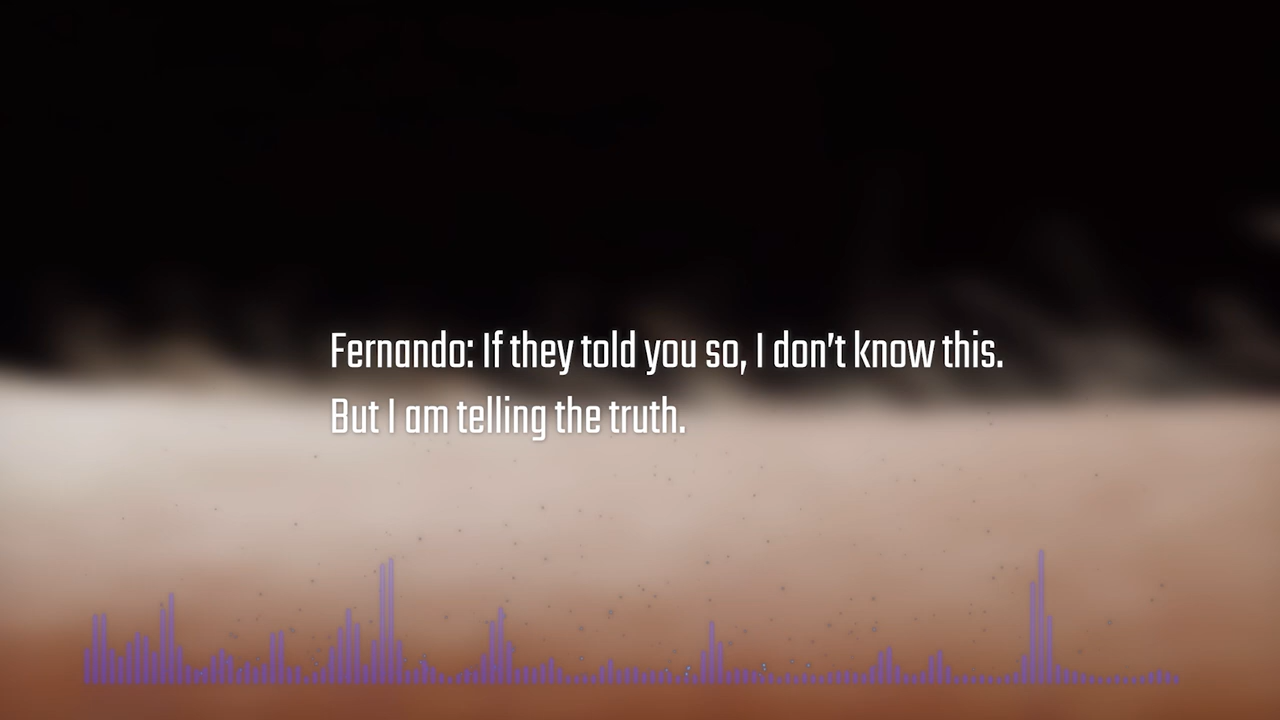 Fernando: If they told you so, I don't know this.
But I am telling the truth.